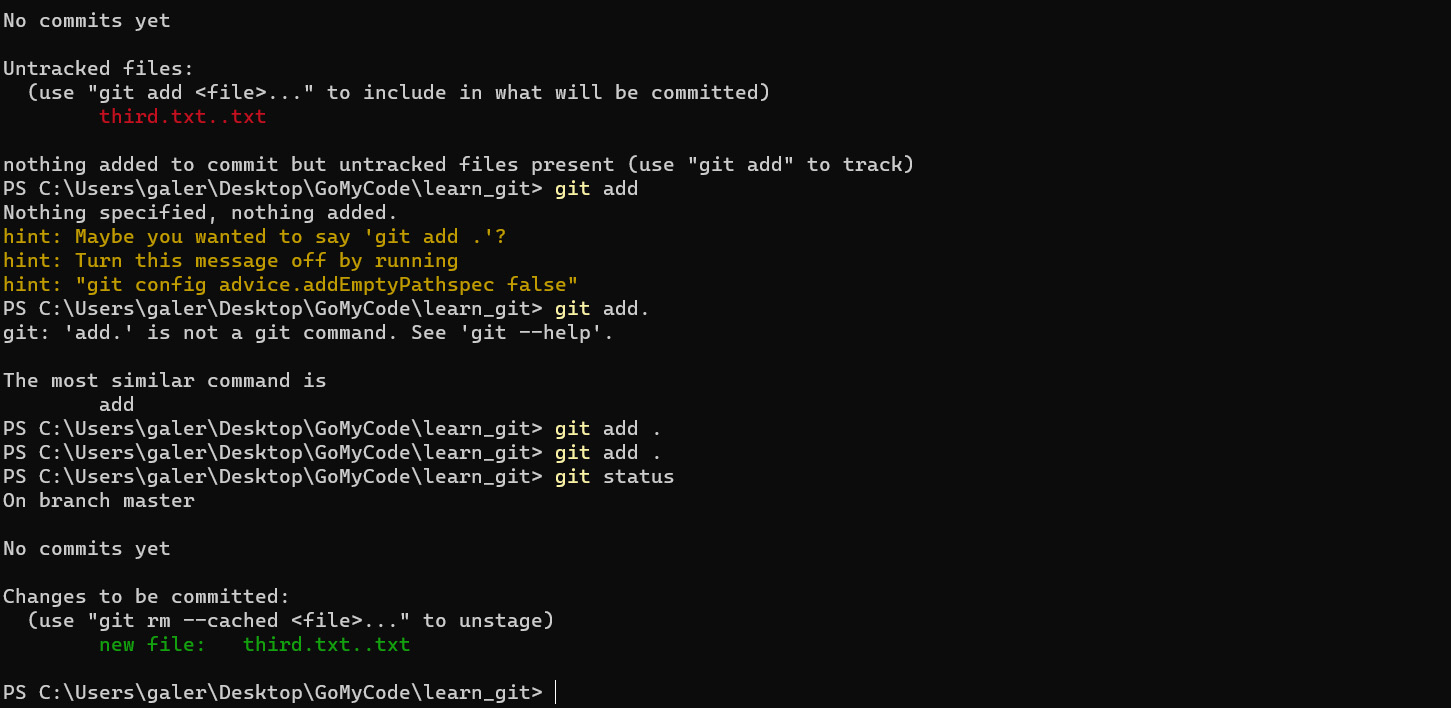 No commits yet
Untracked files:
  (use "git add <file>..." to include in what will be committed)
        third.txt..txt
nothing added to commit but untracked files present (use "git add" to track)
PS C:\Users\galer\Desktop\GoMyCode\learn_git> git add
Nothing specified, nothing added.
hint: Maybe you wanted to say 'git add .'?
hint: Turn this message off by running
hint: "git config advice.addEmptyPathspec false"
PS C:\Users\galer\Desktop\GoMyCode\learn_git> git add.
git: 'add.' is not a git command. See 'git --help'.
The most similar command is
        add
PS C:\Users\galer\Desktop\GoMyCode\learn_git> git add .
PS C:\Users\galer\Desktop\GoMyCode\learn_git> git add .
PS C:\Users\galer\Desktop\GoMyCode\learn_git> git status
On branch master
No commits yet
Changes to be committed:
  (use "git rm --cached <file>..." to unstage)
        new file:   third.txt..txt
PS C:\Users\galer\Desktop\GoMyCode\learn_git>